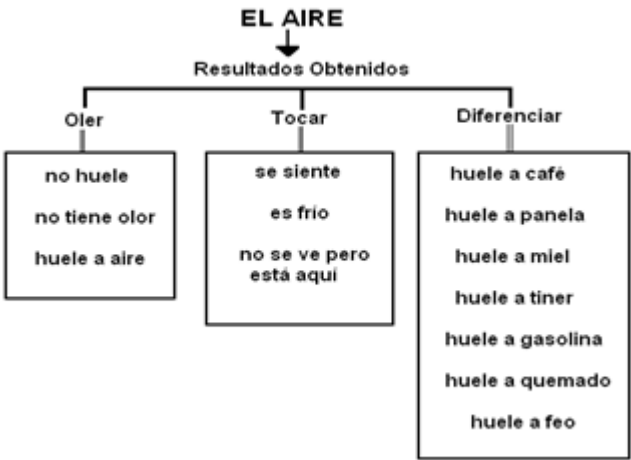 EL AIRE
Resultados Obtenidos
Oler
no huele
no tiene olor
huele a aire
Tocar
se siente
es frío
no se ve pero
está aquí
Diferenciar
huele a café
huele a panela
huele a miel
huele a tiner
huele a gasolina
huele a quemado
huele a feo